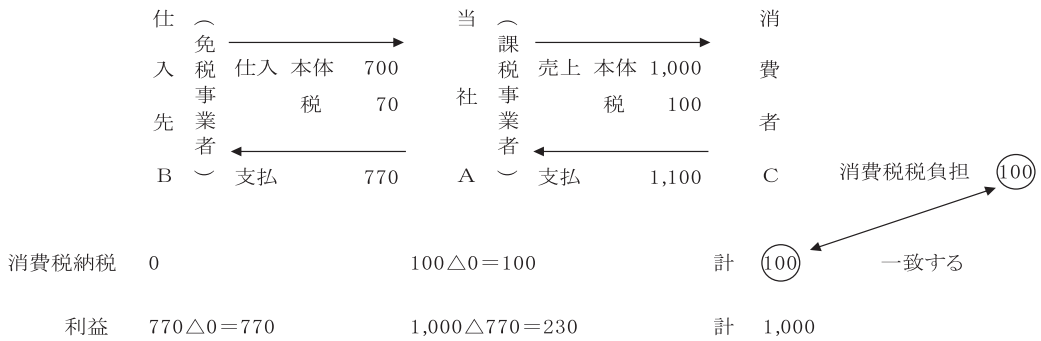 仕入先B（免税事業者）
仕入 本体 700
税 70
支払 770
当社A（課税事業者）
売上 本体 1,000
税 100
支払 1,100
消費者C
消費税税負担 100
消費税納税 0 100△0＝100 計 100 一致する
利益 770△0＝770 1,000△770＝230 計 1,000